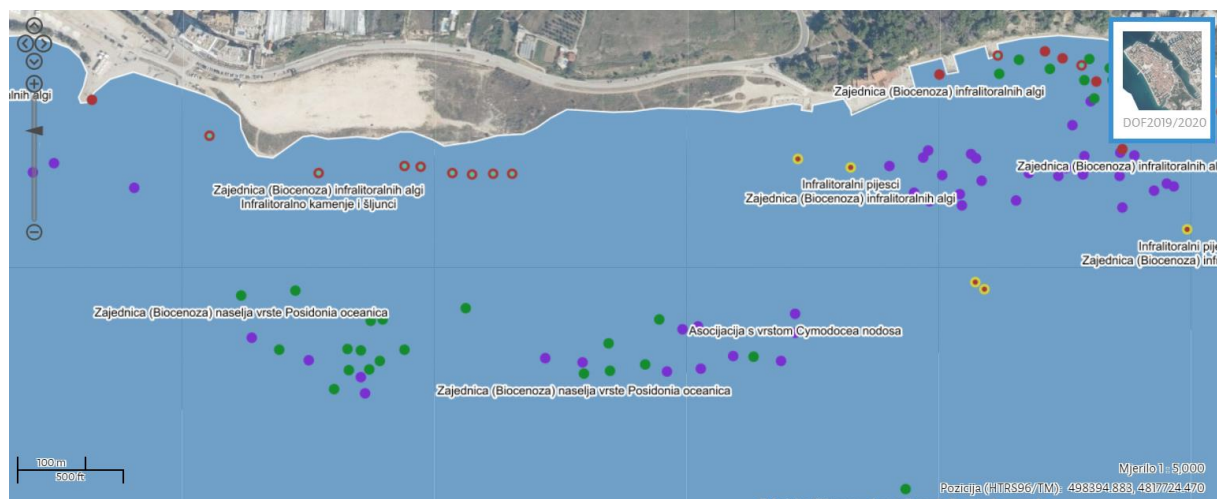 DOF2019/2020
Zajednica (Biocenoza) infralitoralnih algi
alnih algi
Zajednica (Biocenoza) infralitoralnih al
Infralitoralni pijesci
Zajednica (Biocenoza) infralitoralnih algi
Zajednica (Biocenoza) infralitoralnih algi
Infralitoralno kamenje i šljunci
Infralitoralni pije
Zajednica (Biocenoza) infr
Zajednica (Biocenoza) naselja vrste Posidonia oceanica
Asocijacija s vrstom Cymodocea nodosa
Zajednica (Biocenoza) naselja vrste Posidonia oceanica
100 m
500 ft
Mjerilo 1 : 5,000
Pozicija (HTRS96/TM): 498394.883, 4817724.470